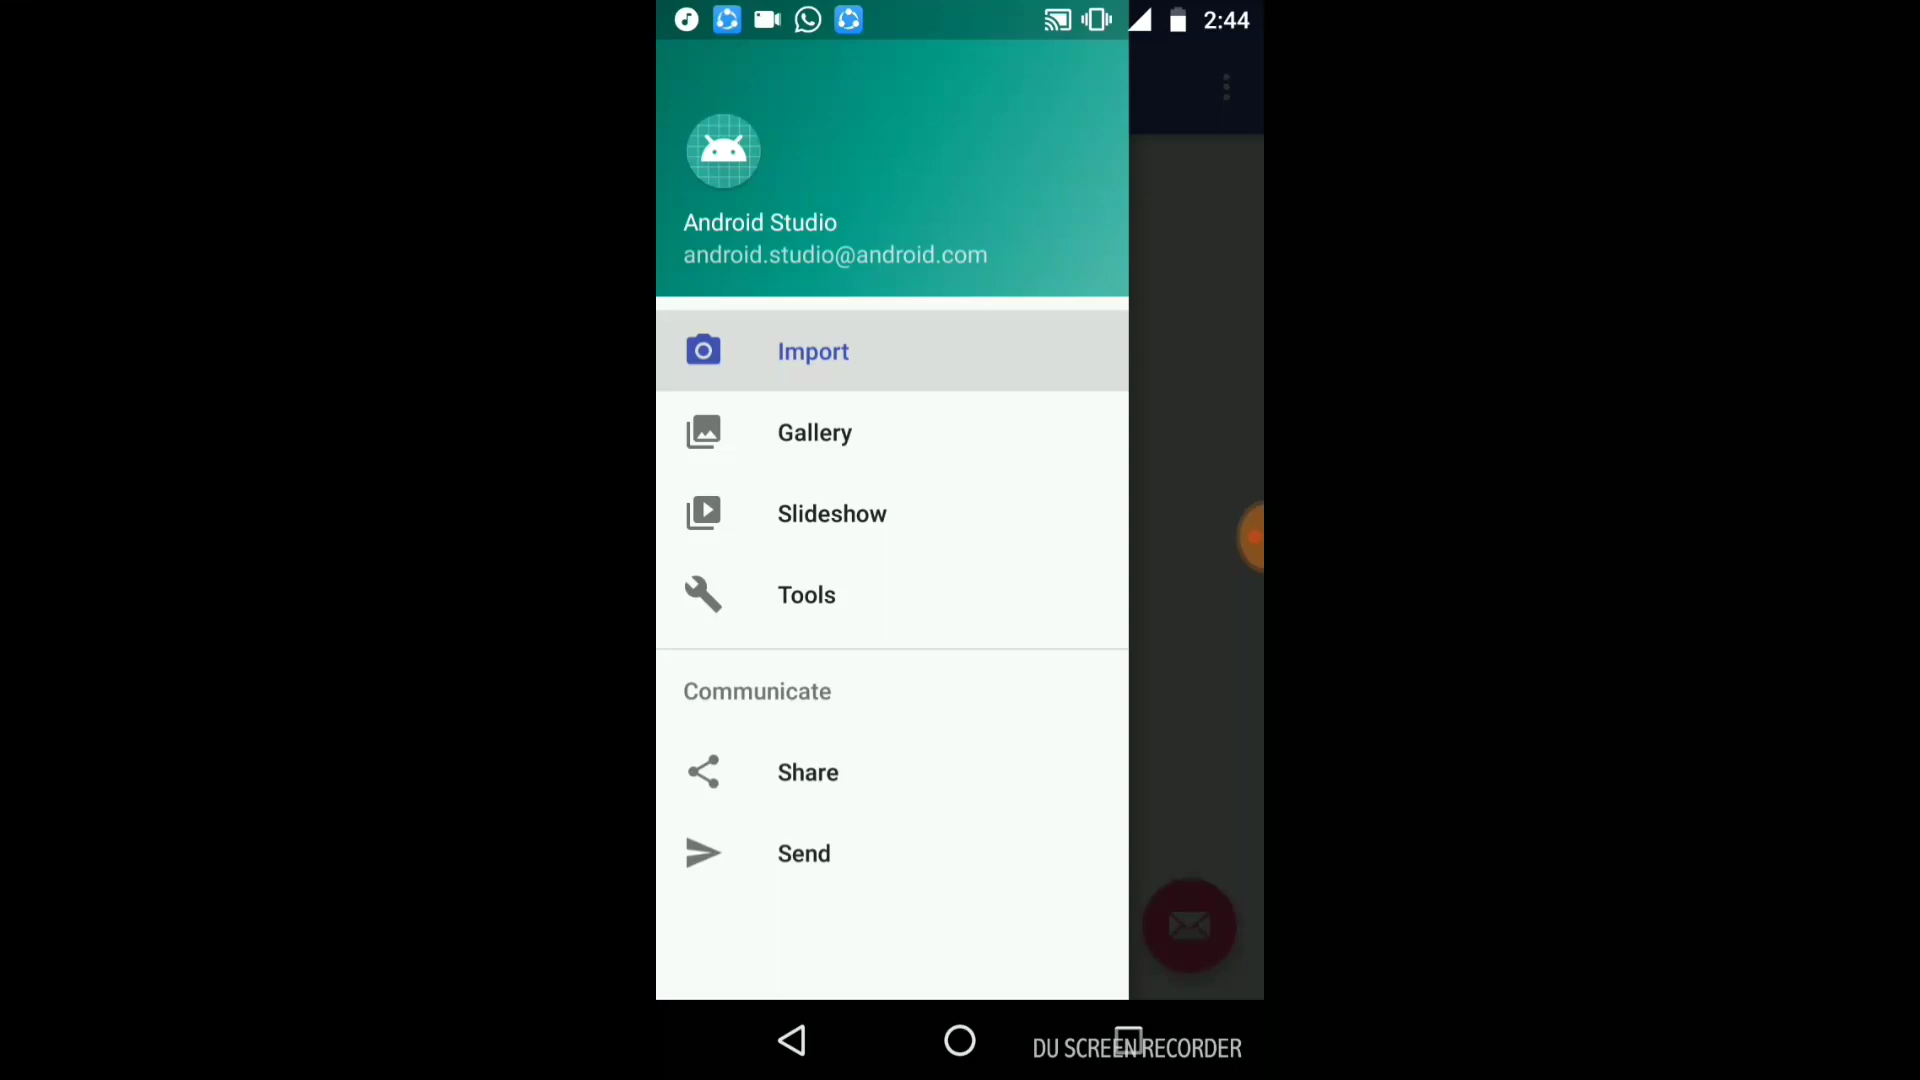 2:44
Android Studio
android.studio@android.com
Import
Gallery
Slideshow
Tools
Communicate
Share
Send
DU SCREEN RECORDER